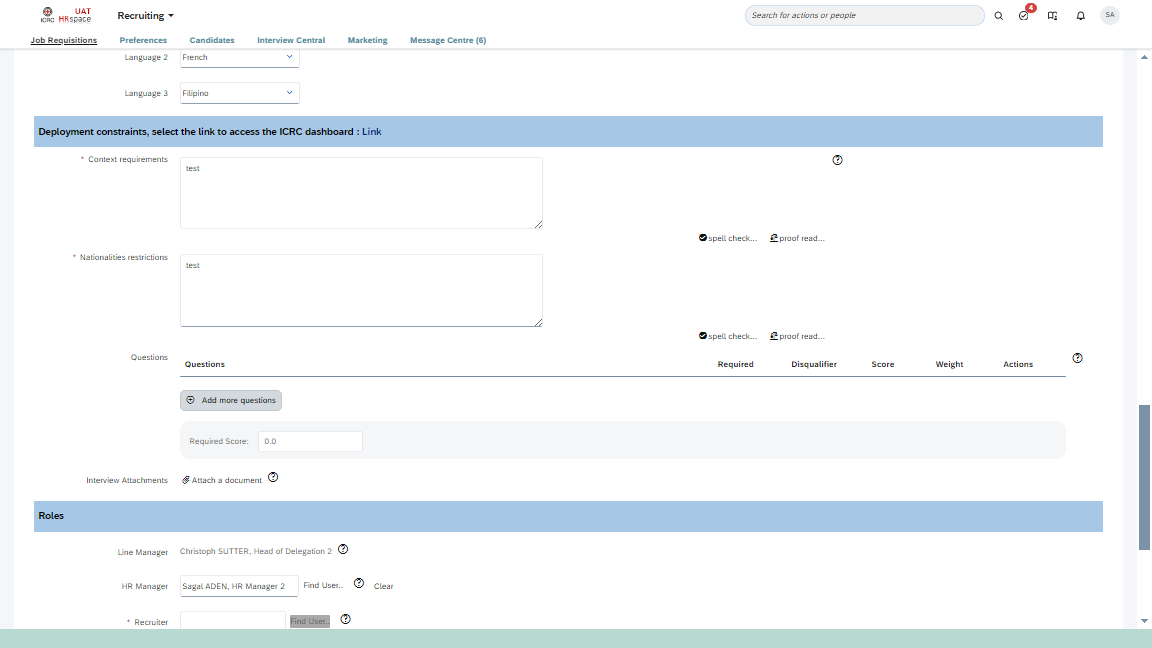 UAT
ICRC HRspace
Recruiting
Search for actions or people
4
SA
Job Requisitions Preferences Candidates Interview Central Marketing Message Centre (6)
Language 2 French
Language 3 Filipino
Deployment constraints, select the link to access the ICRC dashboard : Link
* Context requirements test
spell check... proof read...
* Nationalities restrictions test
spell check... proof read...
Questions Questions Required Disqualifier Score Weight Actions
Add more questions
Required Score: 0.0
Interview Attachments Attach a document
Roles
Line Manager Christoph SUTTER, Head of Delegation 2
HR Manager Sagal ADEN, HR Manager 2 Find User.. Clear
* Recruiter Find User..